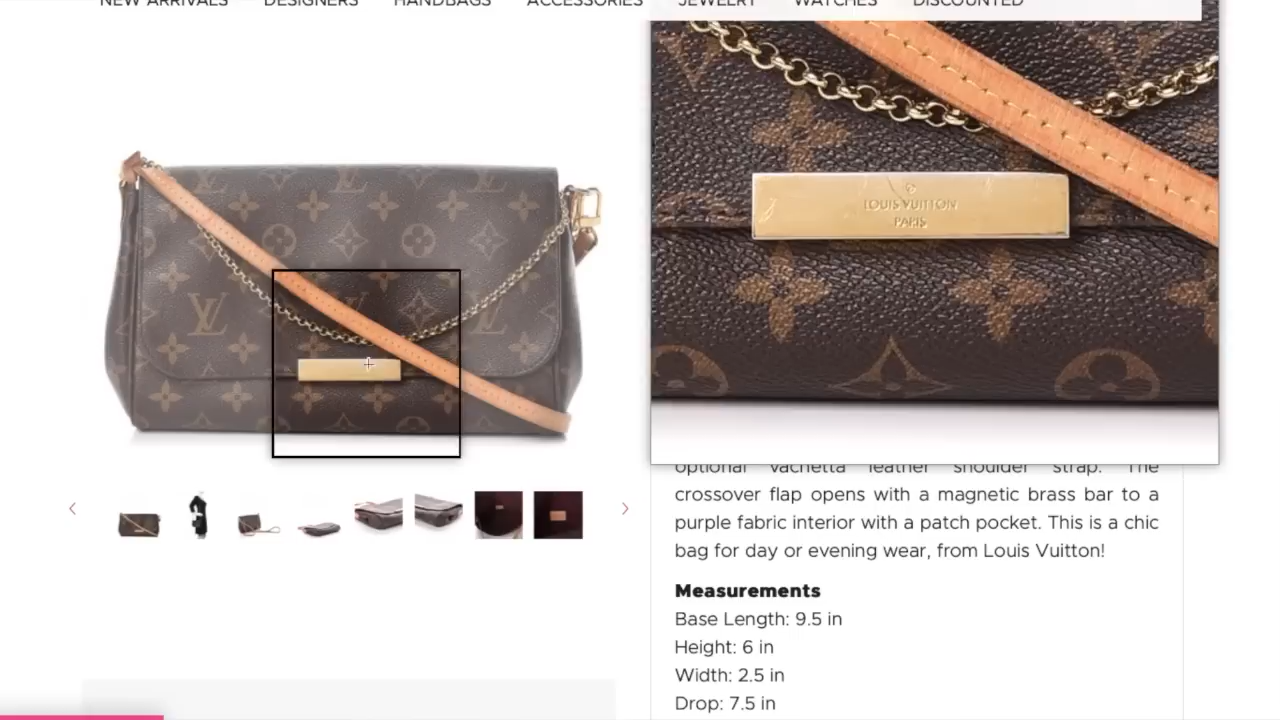 NEW ARRIVALS DESIGNERS HANDBAGS ACCESSORIES JEWELRY WATCHES DISCOUNTED
LOUIS VUITTON
PARIS
optional vachetta leather shoulder strap. The
crossover flap opens with a magnetic brass bar to a
purple fabric interior with a patch pocket. This is a chic
bag for day or evening wear, from Louis Vuitton!
Measurements
Base Length: 9.5 in
Height: 6 in
Width: 2.5 in
Drop: 7.5 in